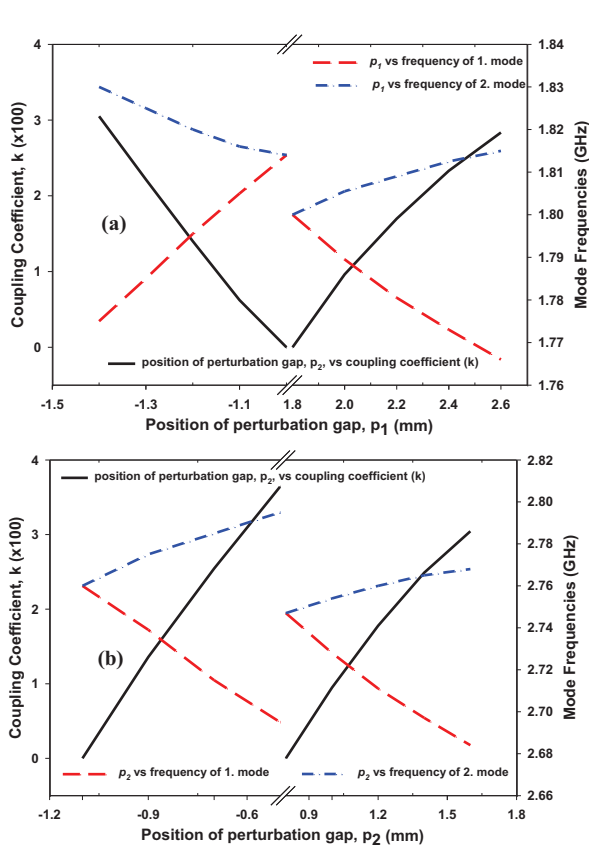 4
3
2
1
0
Coupling Coefficient, k (x100)
1.84
1.83
1.82
1.81
1.80
1.79
1.78
1.77
1.76
Mode Frequencies (GHz)
p1 vs frequency of 1. mode
p1 vs frequency of 2. mode
(a)
position of perturbation gap, p2, vs coupling coefficient (k)
-1.5 -1.3 -1.1 1.8 2.0 2.2 2.4 2.6
Position of perturbation gap, p1 (mm)
4
3
2
1
0
Coupling Coefficient, k (x100)
2.82
2.80
2.78
2.76
2.74
2.72
2.70
2.68
2.66
Mode Frequencies (GHz)
position of perturbation gap, p2, vs coupling coefficient (k)
(b)
p2 vs frequency of 1. mode
p2 vs frequency of 2. mode
-1.2 -0.9 -0.6 0.9 1.2 1.5 1.8
Position of perturbation gap, p2 (mm)